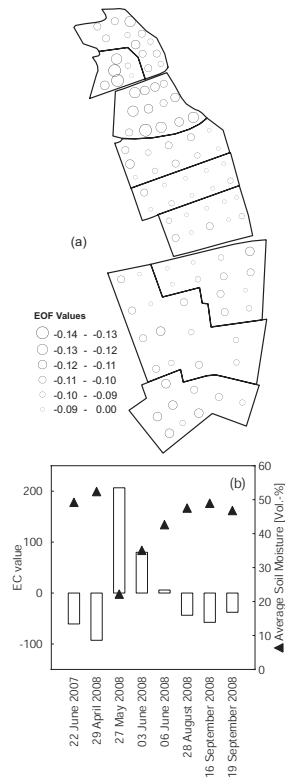 (a)
EOF Values
-0.14 - -0.13
-0.13 - -0.12
-0.12 - -0.11
-0.11 - -0.10
-0.10 - -0.09
-0.09 - 0.00
(b)
EC value
200
100
0
-100
60
50
40
30
20
10
0
▲ Average Soil Moisture [Vol.-%]
22 June 2007
29 April 2008
27 May 2008
03 June 2008
06 June 2008
28 August 2008
16 September 2008
19 September 2008